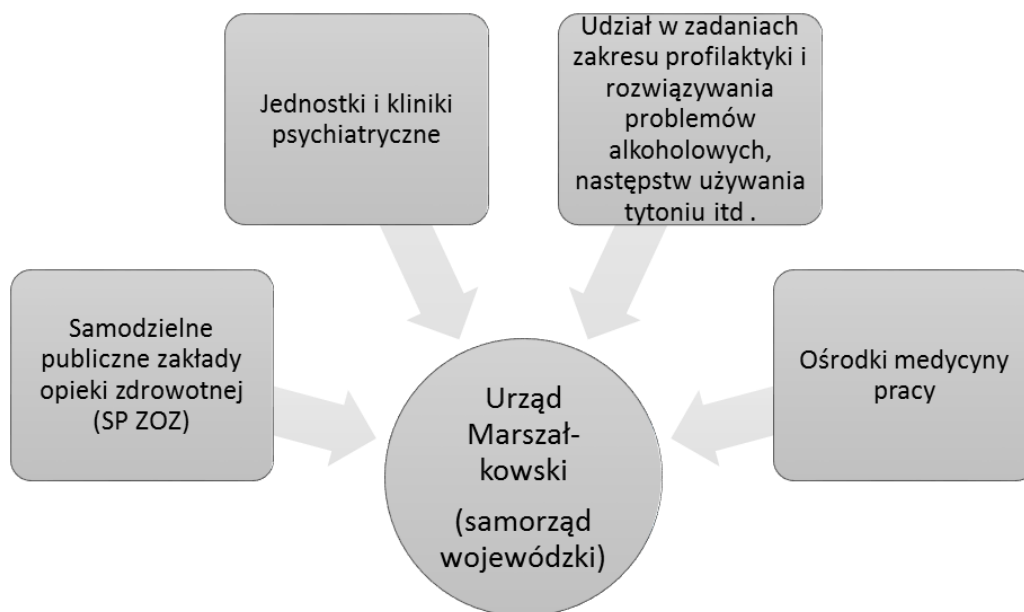 Jednostki i kliniki
psychiatryczne
Udział w zadaniach
zakresu profilaktyki i
rozwiązywania
problemów
alkoholowych,
następstw używania
tytoniu itd .
Samodzielne
publiczne zakłady
opieki zdrowotnej
(SP ZOZ)
Ośrodki medycyny
pracy
Urząd
Marszał-
kowski
(samorząd
wojewódzki)